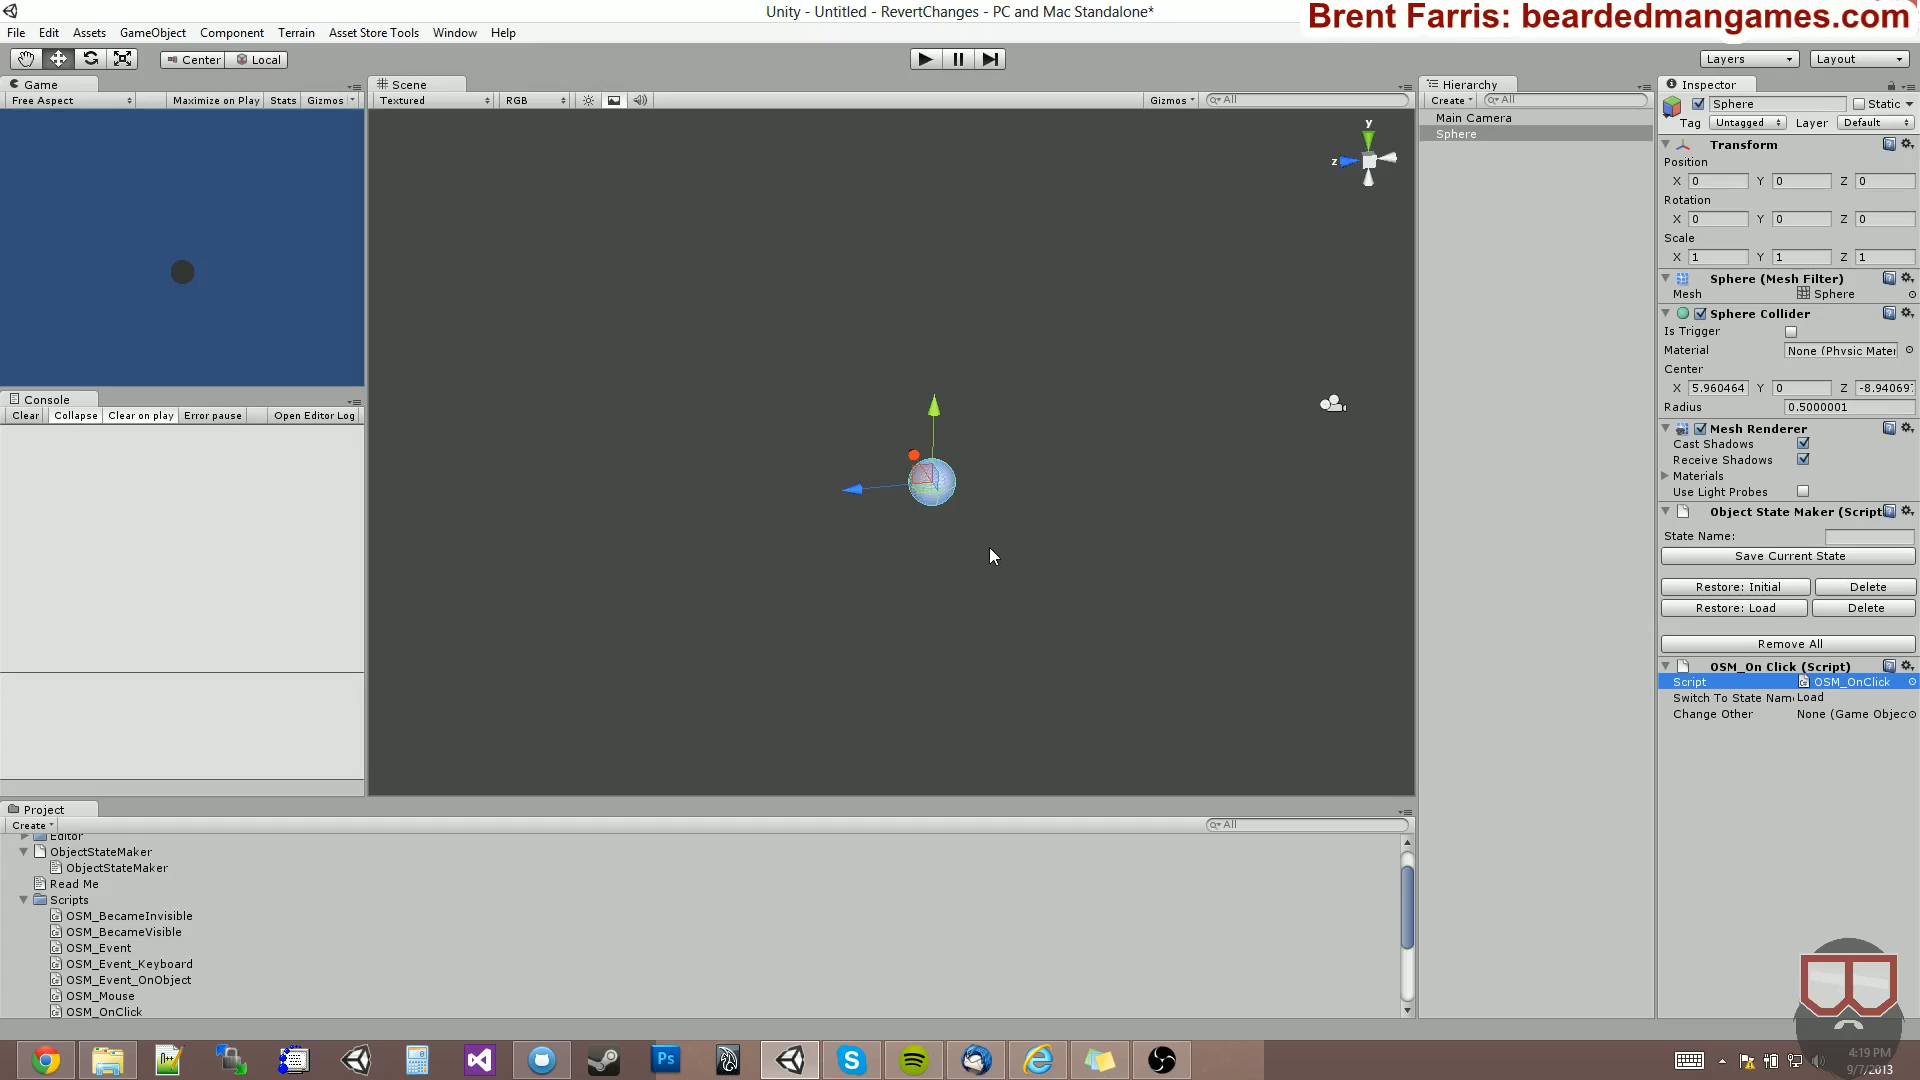 Unity - Untitled - RevertChanges - PC and Mac Standalone*
Brent Farris: beardedmangames.com
File Edit Assets GameObject Component Terrain Asset Store Tools Window Help
Center Local
Layers Layout
Game
Free Aspect Maximize on Play Stats Gizmos
Console
Clear Collapse Clear on play Error pause Open Editor Log
Scene
Textured RGB Gizmos All
y
z
Hierarchy
Create All
Main Camera
Sphere
Inspector
Sphere Static
Tag Untagged Layer Default
Transform
Position
X 0 Y 0 Z 0
Rotation
X 0 Y 0 Z 0
Scale
X 1 Y 1 Z 1
Sphere (Mesh Filter)
Mesh Sphere
Sphere Collider
Is Trigger
Material None (Physic Mater
Center
X 5.960464 Y 0 Z -8.940697
Radius 0.5000001
Mesh Renderer
Cast Shadows
Receive Shadows
Materials
Use Light Probes
Object State Maker (Script
State Name:
Save Current State
Restore: Initial Delete
Restore: Load Delete
Remove All
OSM_On Click (Script)
Script OSM_OnClick
Switch To State Nam Load
Change Other None (Game Objec
Project
Create All
Editor
ObjectStateMaker
ObjectStateMaker
Read Me
Scripts
OSM_BecameInvisible
OSM_BecameVisible
OSM_Event
OSM_Event_Keyboard
OSM_Event_OnObject
OSM_Mouse
OSM_OnClick
Ps
4:19 PM
9/7/2013